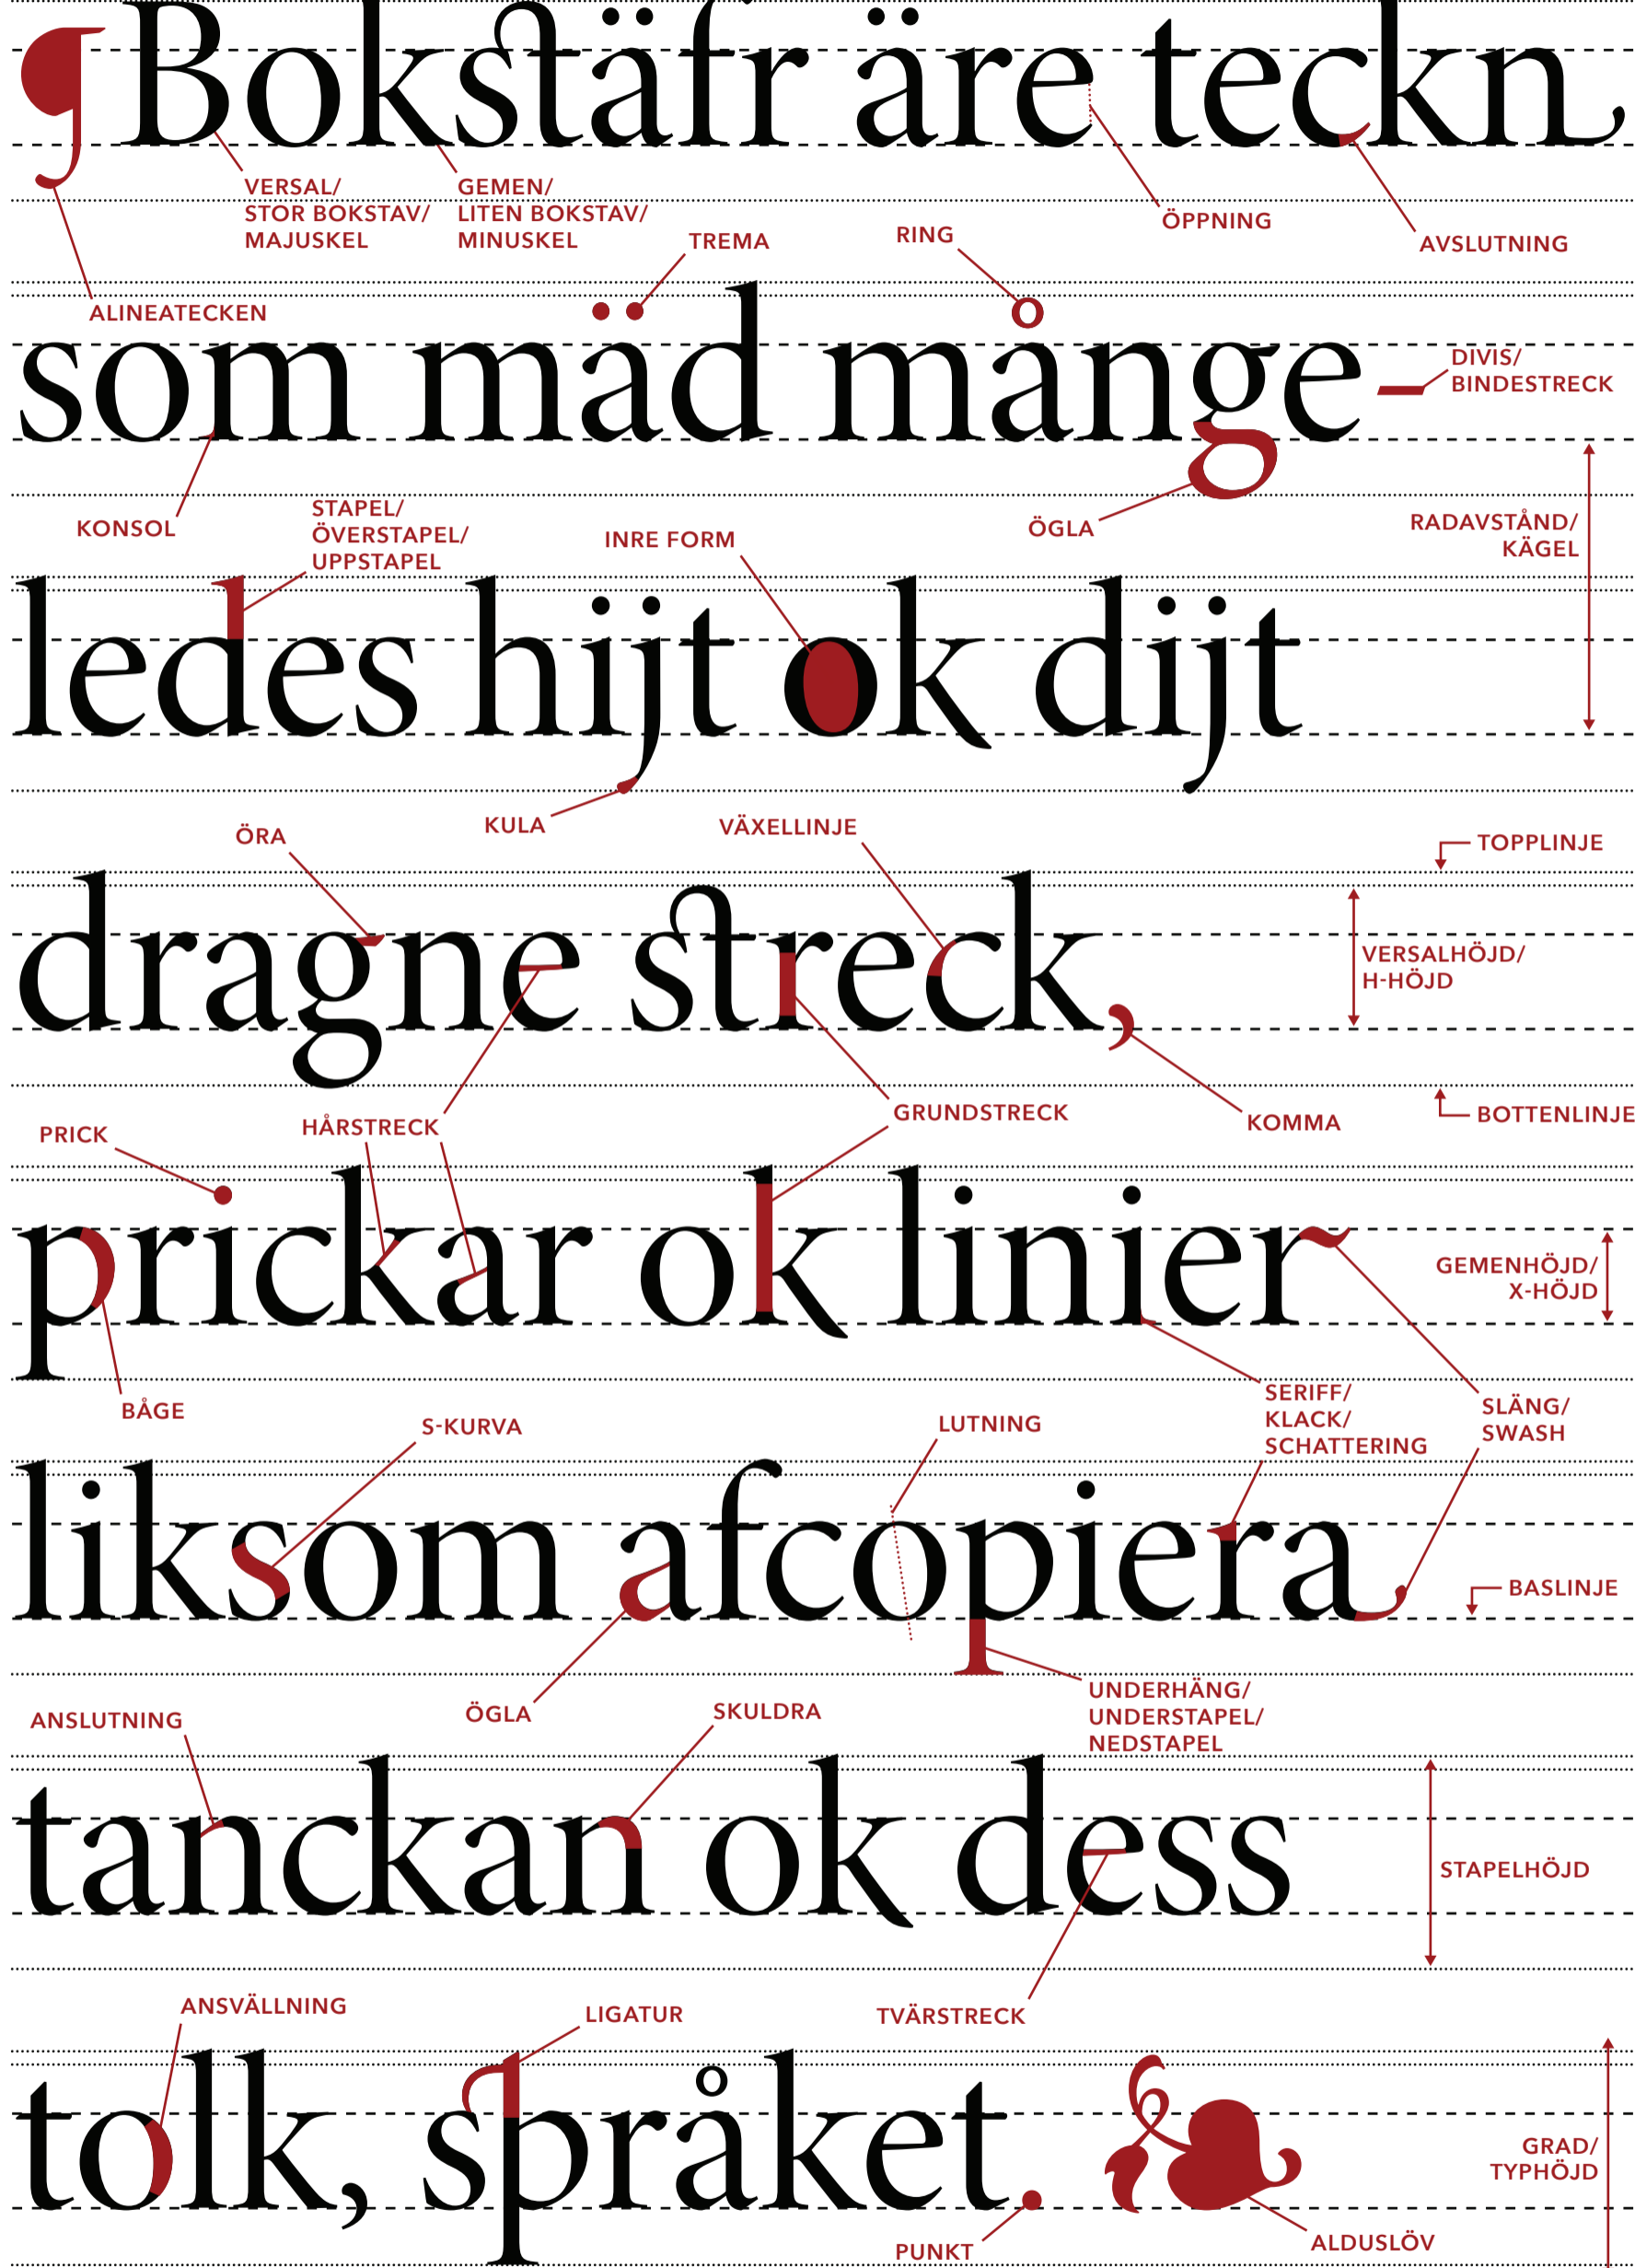 ¶ Bokstäfr äre teckn
VERSAL/
STOR BOKSTAV/
MAJUSKEL
GEMEN/
LITEN BOKSTAV/
MINUSKEL
ÖPPNING
AVSLUTNING
ALINEATECKEN
TREMA
RING
som mäd månge-
DIVIS/
BINDESTRECK
KONSOL
STAPEL/
ÖVERSTAPEL/
UPPSTAPEL
INRE FORM
ÖGLA
RADAVSTÅND/
KÄGEL
ledes hijt ok dijt
ÖRA
KULA
VÄXELLINJE
TOPPLINJE
dragne streck,
VERSALHÖJD/
H-HÖJD
PRICK
HÅRSTRECK
GRUNDSTRECK
KOMMA
BOTTENLINJE
prickar ok linier
GEMENHÖJD/
X-HÖJD
BÅGE
S-KURVA
LUTNING
SERIFF/
KLACK/
SCHATTERING
SLÄNG/
SWASH
liksom afcopiera
BASLINJE
ANSLUTNING
ÖGLA
SKULDRA
UNDERHÄNG/
UNDERSTAPEL/
NEDSTAPEL
tanckan ok dess
STAPELHÖJD
ANSVÄLLNING
LIGATUR
TVÄRSTRECK
tolk, språket. ❧
GRAD/
TYPHÖJD
PUNKT
ALDUSLÖV